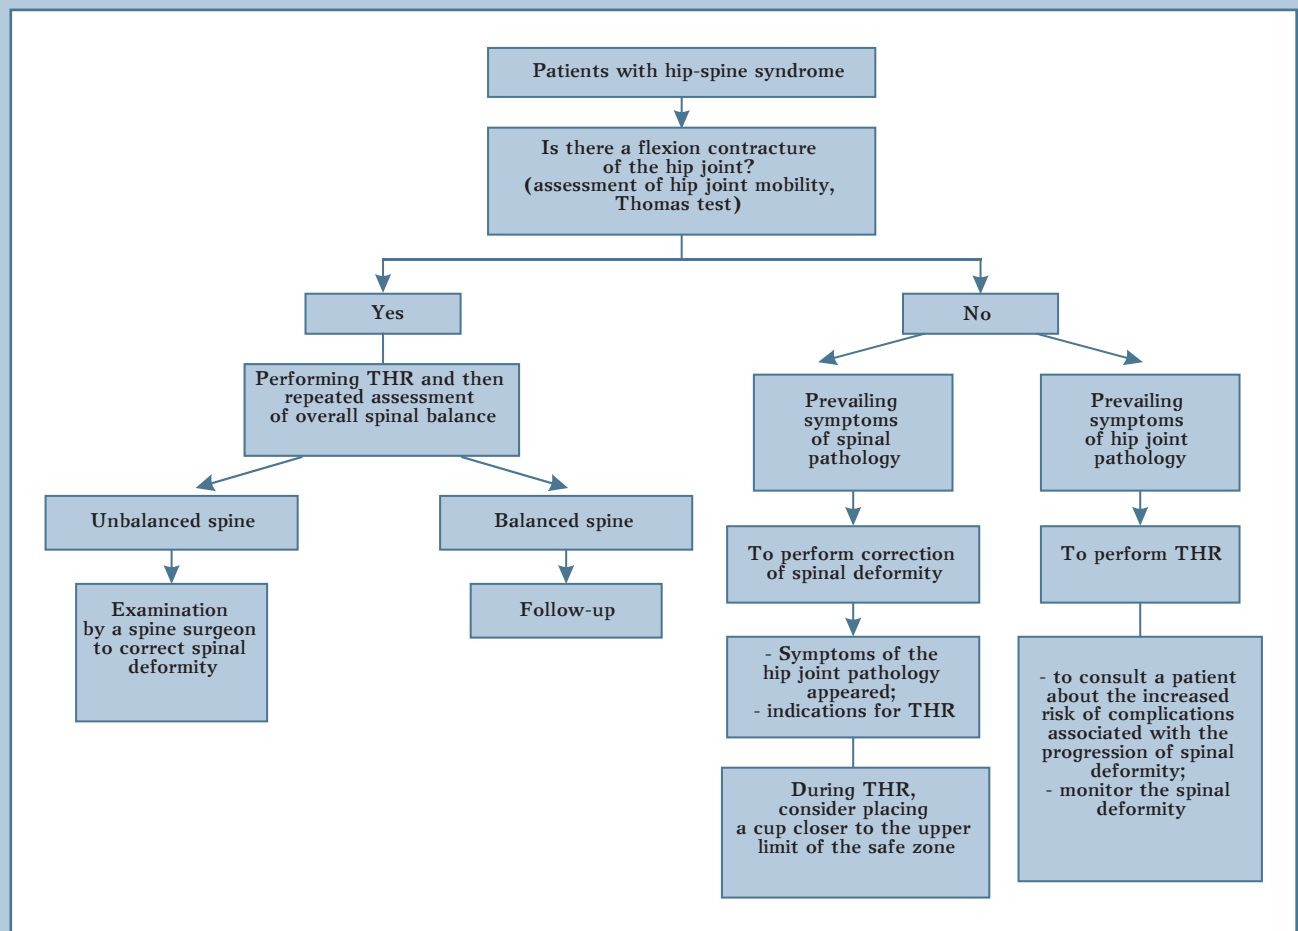 Patients with hip-spine syndrome
Is there a flexion contracture
of the hip joint?
(assessment of hip joint mobility,
Thomas test)
Yes
No
Performing THR and then
repeated assessment
of overall spinal balance
Prevailing
symptoms
of spinal
pathology
Prevailing
symptoms
of hip joint
pathology
Unbalanced spine
Balanced spine
To perform correction
of spinal deformity
To perform THR
Examination
by a spine surgeon
to correct spinal
deformity
Follow-up
- Symptoms of the
hip joint pathology
appeared;
- indications for THR
- to consult a patient
about the increased
risk of complications
associated with the
progression of spinal
deformity;
- monitor the spinal
deformity
During THR,
consider placing
a cup closer to the upper
limit of the safe zone